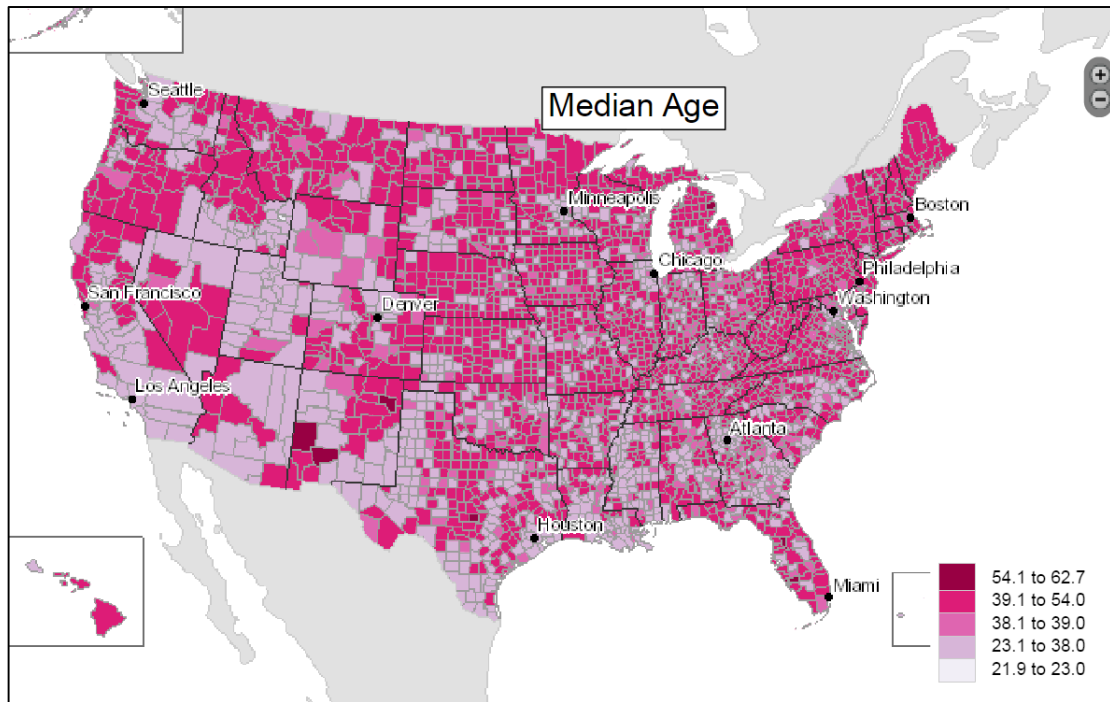 Median Age
Seattle
Minneapolis
Boston
Chicago
Philadelphia
San Francisco
Denver
Washington
Los Angeles
Atlanta
Houston
Miami
54.1 to 62.7
39.1 to 54.0
38.1 to 39.0
23.1 to 38.0
21.9 to 23.0